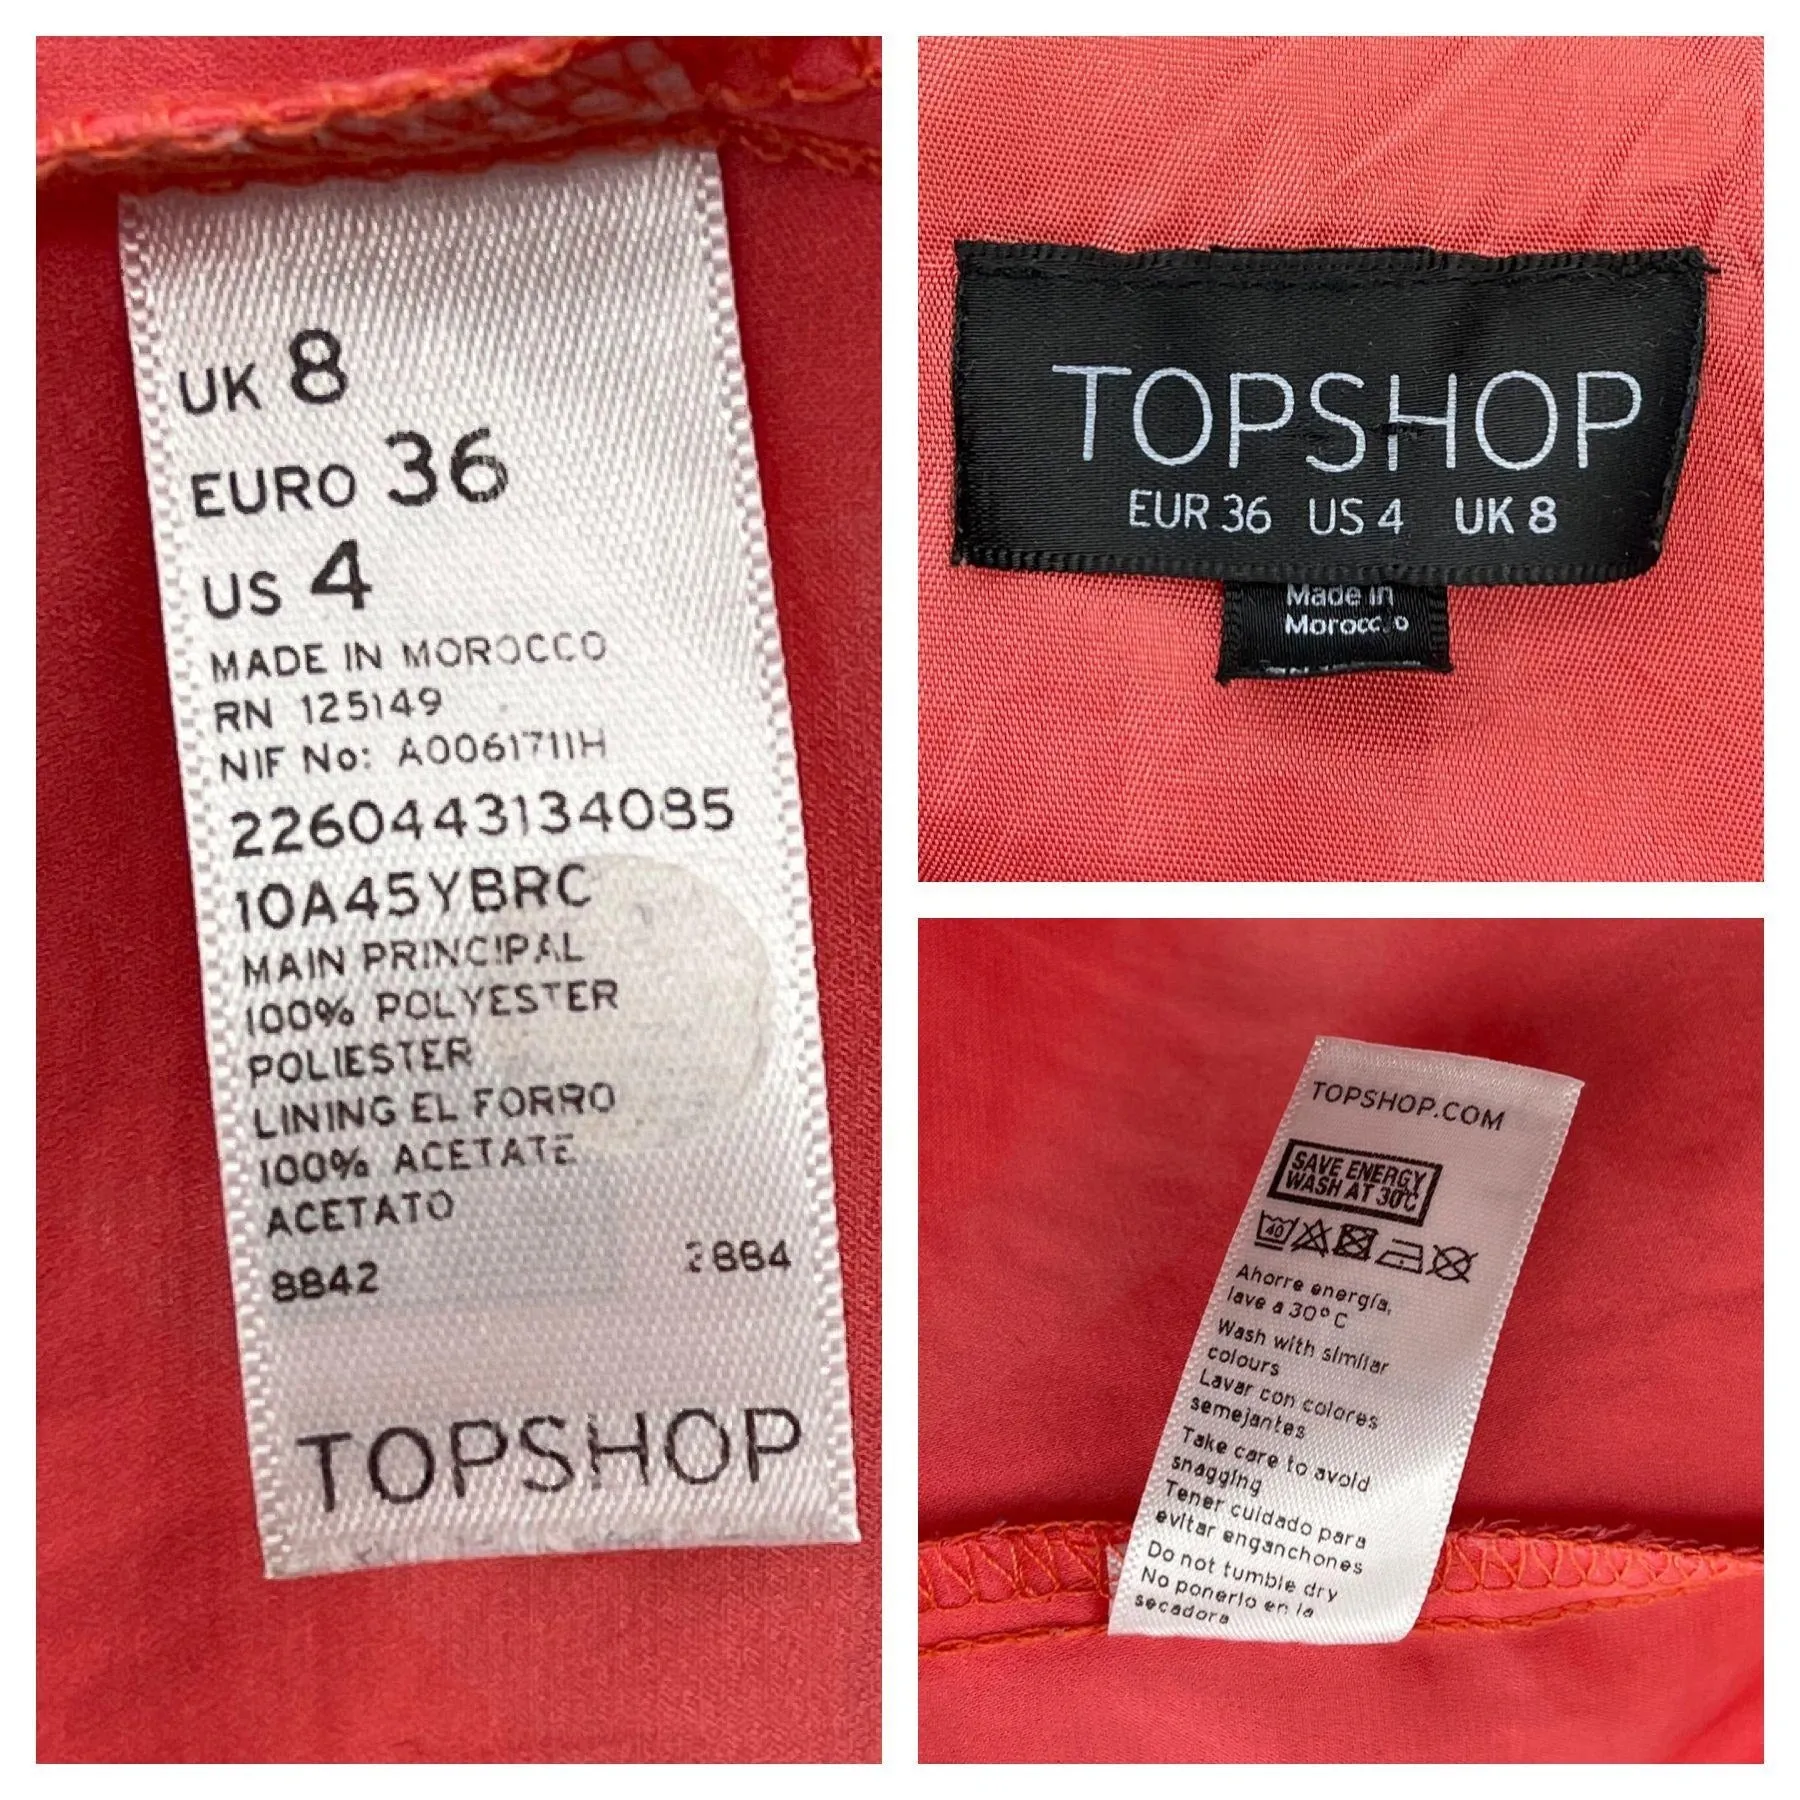 UK 8
EURO 36
US 4
MADE IN MOROCCO
RN 125149
NIF No: A0061711H
2260443134085
10A45YBRC
MAIN PRINCIPAL
100% POLYESTER
POLIESTER
LINING EL FORRO
100% ACETATE
ACETATO
8842 2884
TOPSHOP
TOPSHOP
EUR 36 US 4 UK 8
Made in
Morocco
TOPSHOP.COM
SAVE ENERGY
WASH AT 30°C
40
Ahorre energía,
lave a 30°C
Wash with similar
colours
Lavar con colores
semejantes
Take care to avoid
snagging
Tener cuidado para
evitar enganchones
Do not tumble dry
No ponerlo en la
secadora